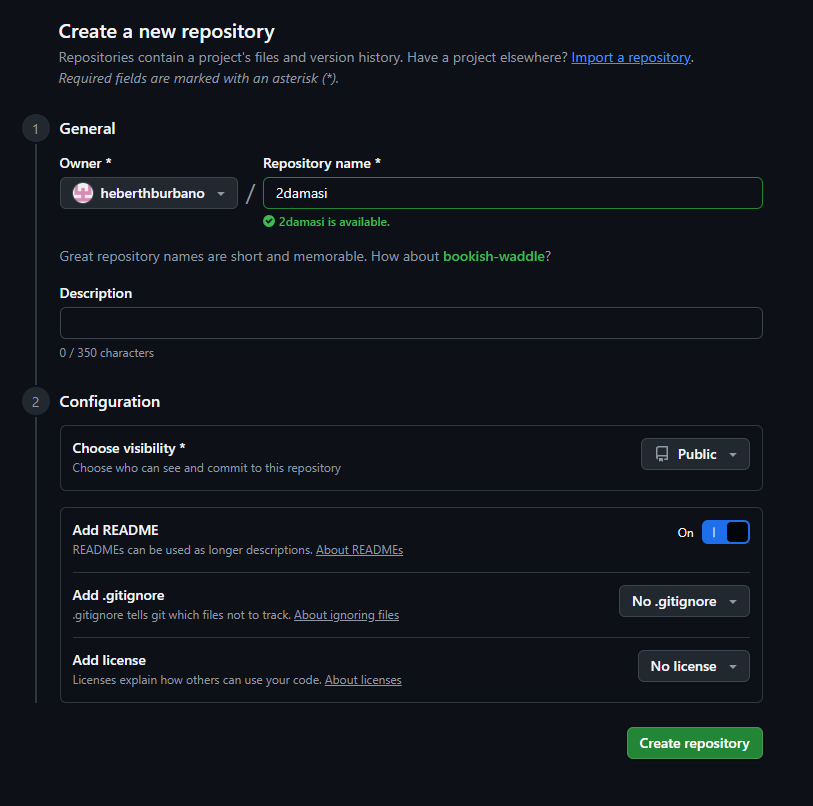 Create a new repository
Repositories contain a project's files and version history. Have a project elsewhere? Import a repository.
Required fields are marked with an asterisk (*).
1 General
Owner * Repository name *
heberthburbano / 2damasi
2damasi is available.
Great repository names are short and memorable. How about bookish-waddle?
Description
0 / 350 characters
2 Configuration
Choose visibility *
Choose who can see and commit to this repository
Public
Add README
READMEs can be used as longer descriptions. About READMEs
On
Add .gitignore
.gitignore tells git which files not to track. About ignoring files
No .gitignore
Add license
Licenses explain how others can use your code. About licenses
No license
Create repository